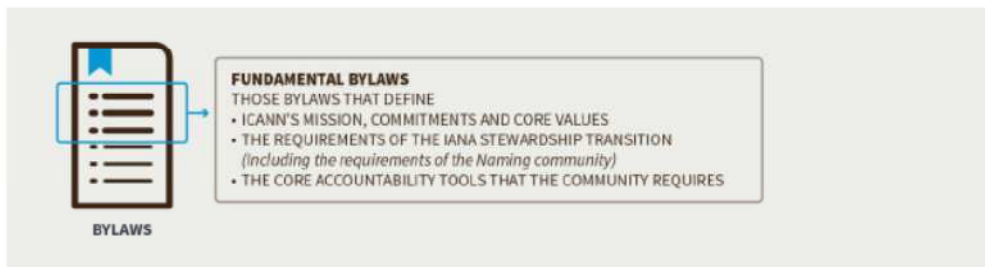 FUNDAMENTAL BYLAWS
THOSE BYLAWS THAT DEFINE
• ICANN'S MISSION, COMMITMENTS AND CORE VALUES
• THE REQUIREMENTS OF THE IANA STEWARDSHIP TRANSITION
(Including the requirements of the Naming community)
• THE CORE ACCOUNTABILITY TOOLS THAT THE COMMUNITY REQUIRES
BYLAWS